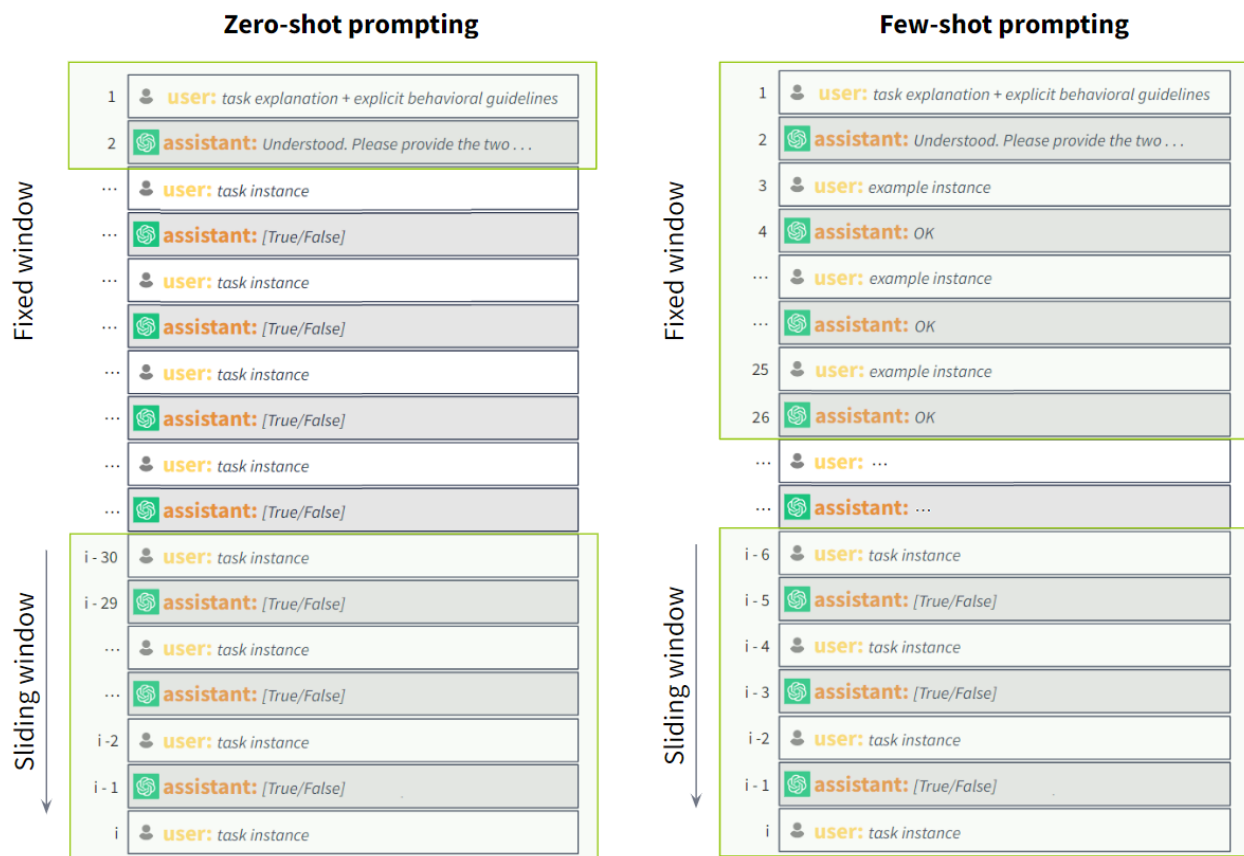 Zero-shot prompting
Fixed window
1 user: task explanation + explicit behavioral guidelines
2 assistant: Understood. Please provide the two . . .
... user: task instance
... assistant: [True/False]
... user: task instance
... assistant: [True/False]
... user: task instance
... assistant: [True/False]
... user: task instance
... assistant: [True/False]
Sliding window
i - 30 user: task instance
i - 29 assistant: [True/False]
... user: task instance
... assistant: [True/False]
i -2 user: task instance
i - 1 assistant: [True/False]
i user: task instance
Few-shot prompting
Fixed window
1 user: task explanation + explicit behavioral guidelines
2 assistant: Understood. Please provide the two . . .
3 user: example instance
4 assistant: OK
... user: example instance
... assistant: OK
25 user: example instance
26 assistant: OK
... user: ...
... assistant: ...
Sliding window
i - 6 user: task instance
i - 5 assistant: [True/False]
i - 4 user: task instance
i - 3 assistant: [True/False]
i -2 user: task instance
i - 1 assistant: [True/False]
i user: task instance